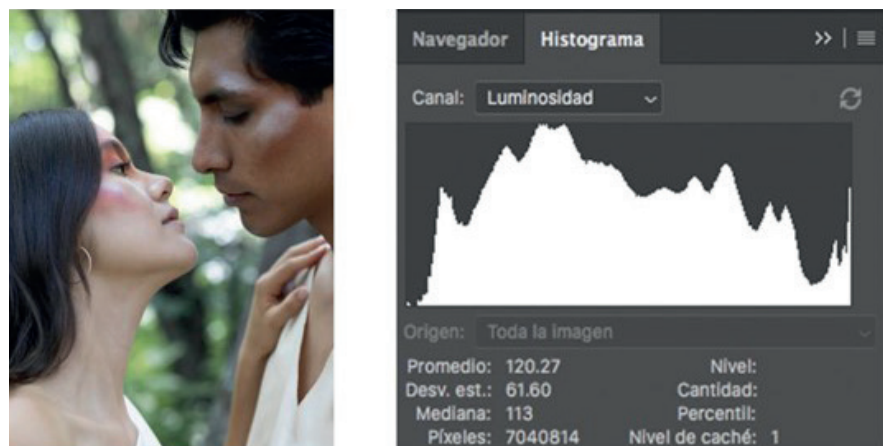 Navegador Histograma
Canal: Luminosidad
Origen: Toda la imagen
Promedio: 120.27 Nivel:
Desv. est.: 61.60 Cantidad:
Mediana: 113 Percentil:
Píxeles: 7040814 Nivel de caché: 1